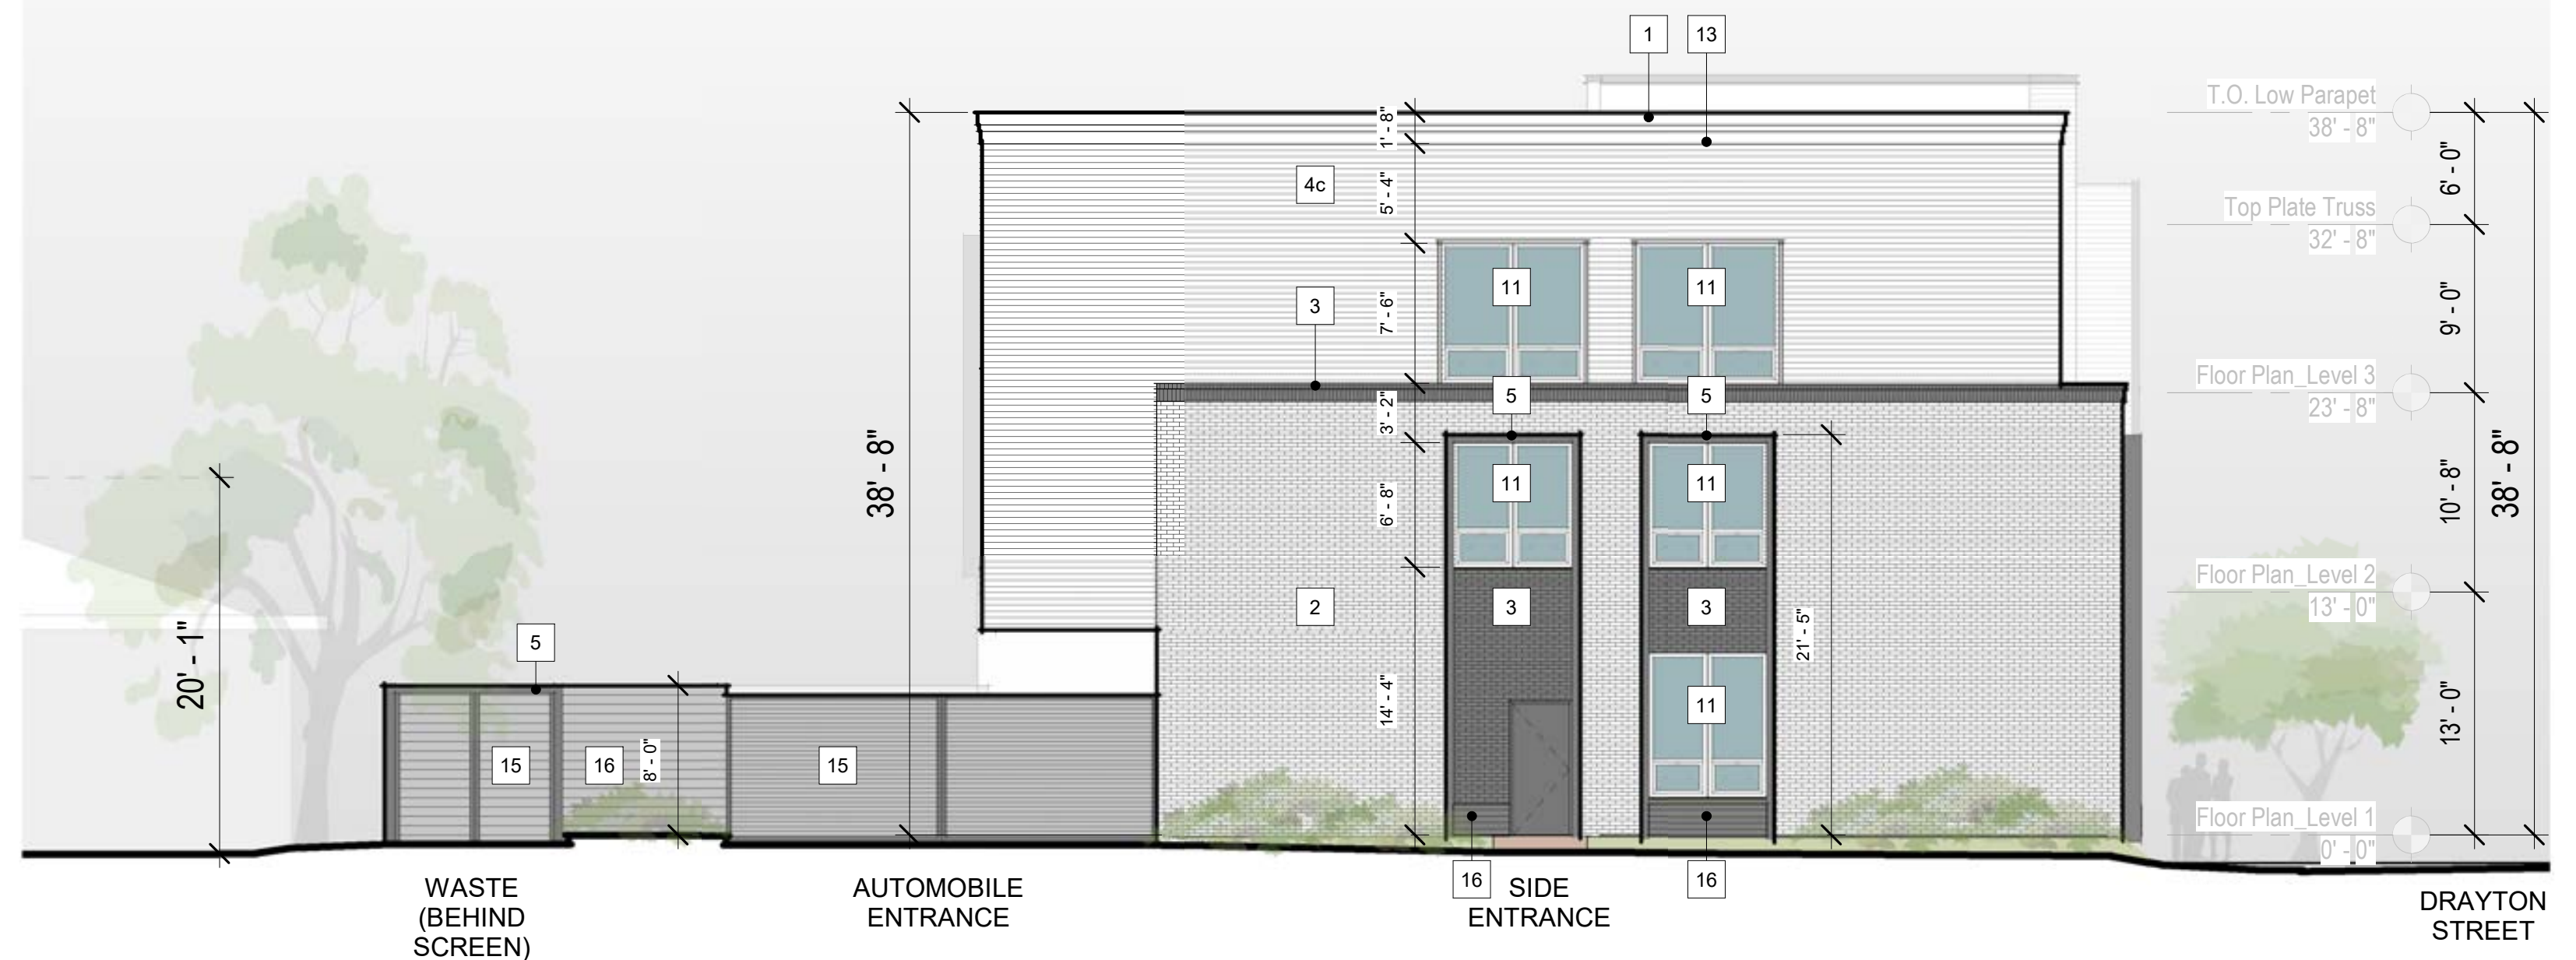 1
13
T.O. Low Parapet
38' - 8"
1' - 8"
6' - 0"
4c
5' - 4"
Top Plate Truss
32' - 8"
11
11
3
7' - 6"
9' - 0"
Floor Plan_Level 3
23' - 8"
5
5
3' - 2"
38' - 8"
11
11
6' - 8"
10' - 8"
38' - 8"
Floor Plan_Level 2
13' - 0"
2
3
3
21' - 5"
5
20' - 1"
14' - 4"
11
13' - 0"
15
16
8' - 0"
15
Floor Plan_Level 1
0' - 0"
16
16
WASTE
(BEHIND
SCREEN)
AUTOMOBILE
ENTRANCE
SIDE
ENTRANCE
DRAYTON
STREET